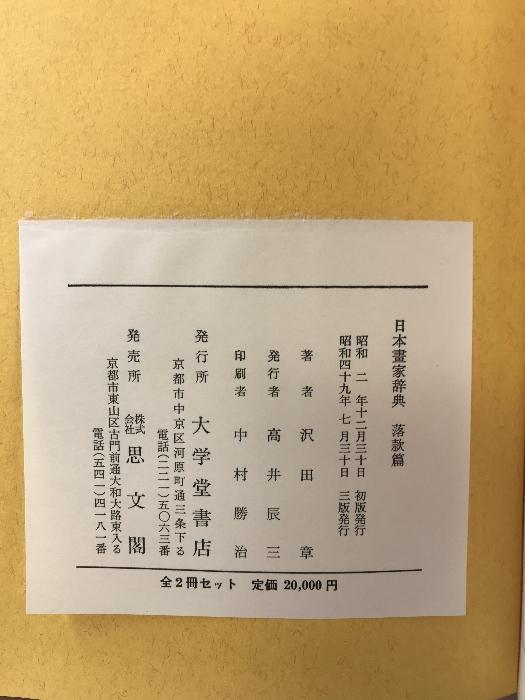 日本畫家辞典 落款篇
昭和 二 年十二月三十日 初版発行
昭和四十九年 七 月三十日 三版発行
著者 沢田章
発行者 高井辰三
印刷者 中村勝治
発行所 大学堂書店
京都市中京区河原町通三条下る
電話(二二一)五〇六三番
発売所 株式会社 思文閣
京都市東山区古門前通大和大路東入る
電話(五四一)四一八一番
全2冊セット 定価 20,000円